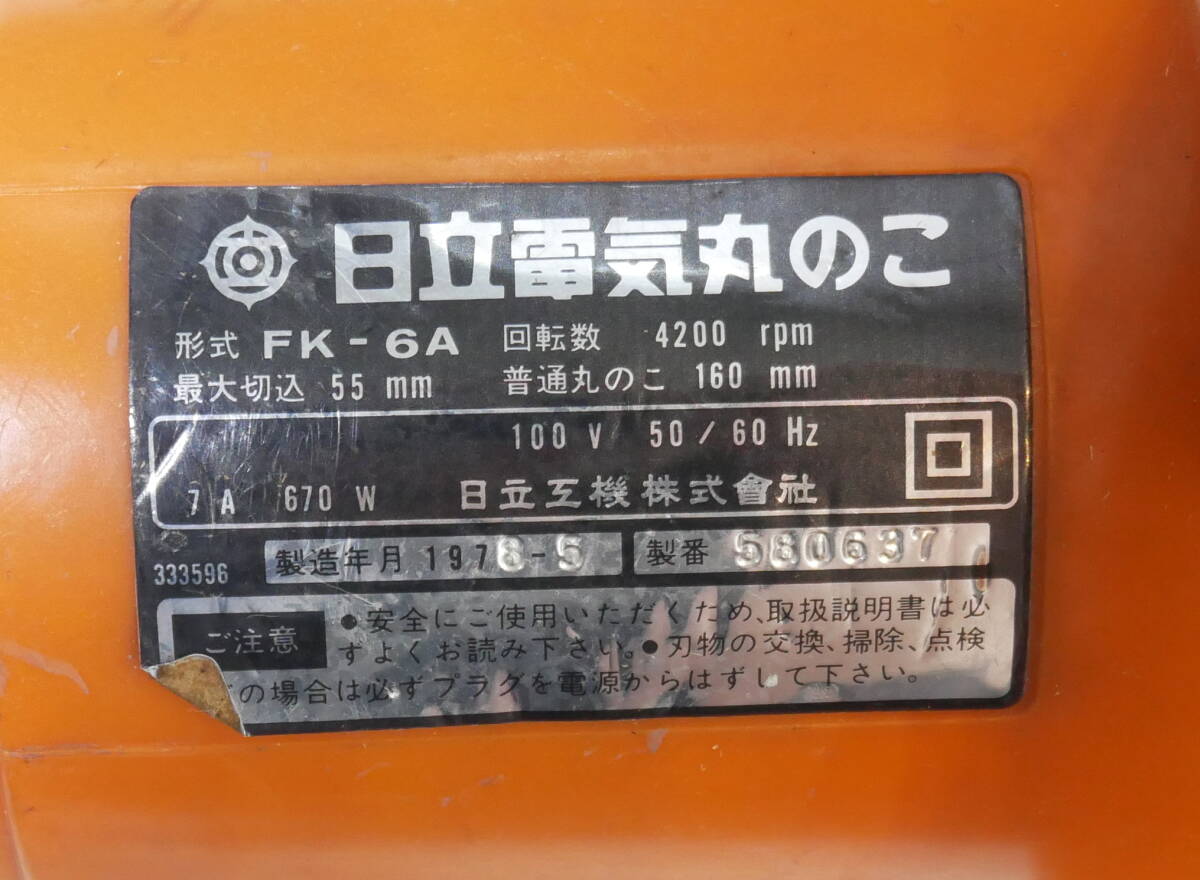 日立電気丸のこ
形式 FK-6A 回転数 4200 rpm
最大切込 55 mm 普通丸のこ 160 mm
100 V 50 / 60 Hz
7 A 670 W 日立工機株式會社
333596 製造年月 1976-5 製番 580637
ご注意 ●安全にご使用いただくため、取扱説明書は必
ずよくお読み下さい。●刃物の交換、掃除、点検
の場合は必ずプラグを電源からはずして下さい。